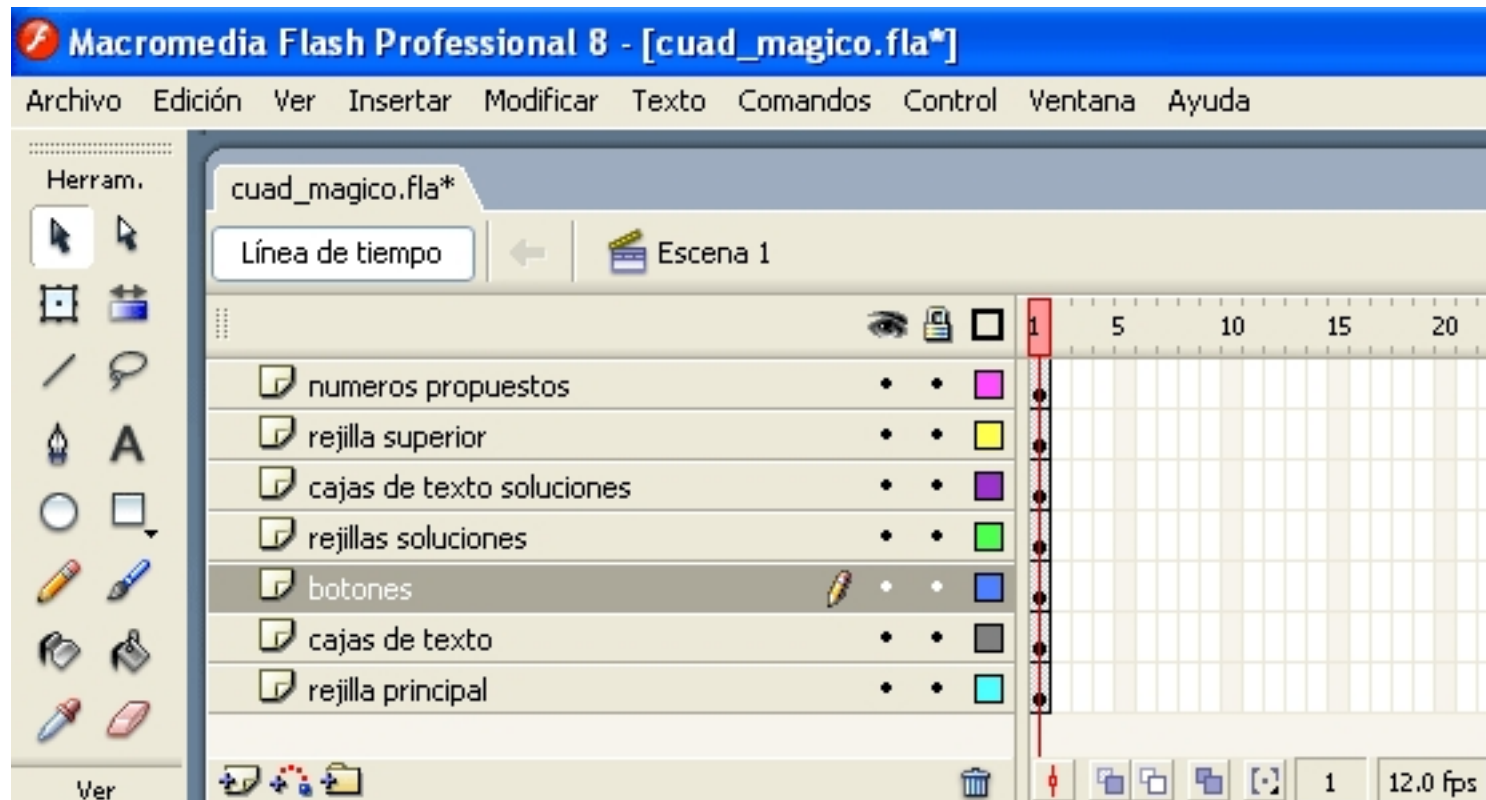 Macromedia Flash Professional 8 - [cuad_magico.fla*]
Archivo Edición Ver Insertar Modificar Texto Comandos Control Ventana Ayuda
Herram.
cuad_magico.fla*
Línea de tiempo
Escena 1
1 5 10 15 20
numeros propuestos
rejilla superior
cajas de texto soluciones
rejillas soluciones
botones
cajas de texto
rejilla principal
Ver
1 12.0 fps